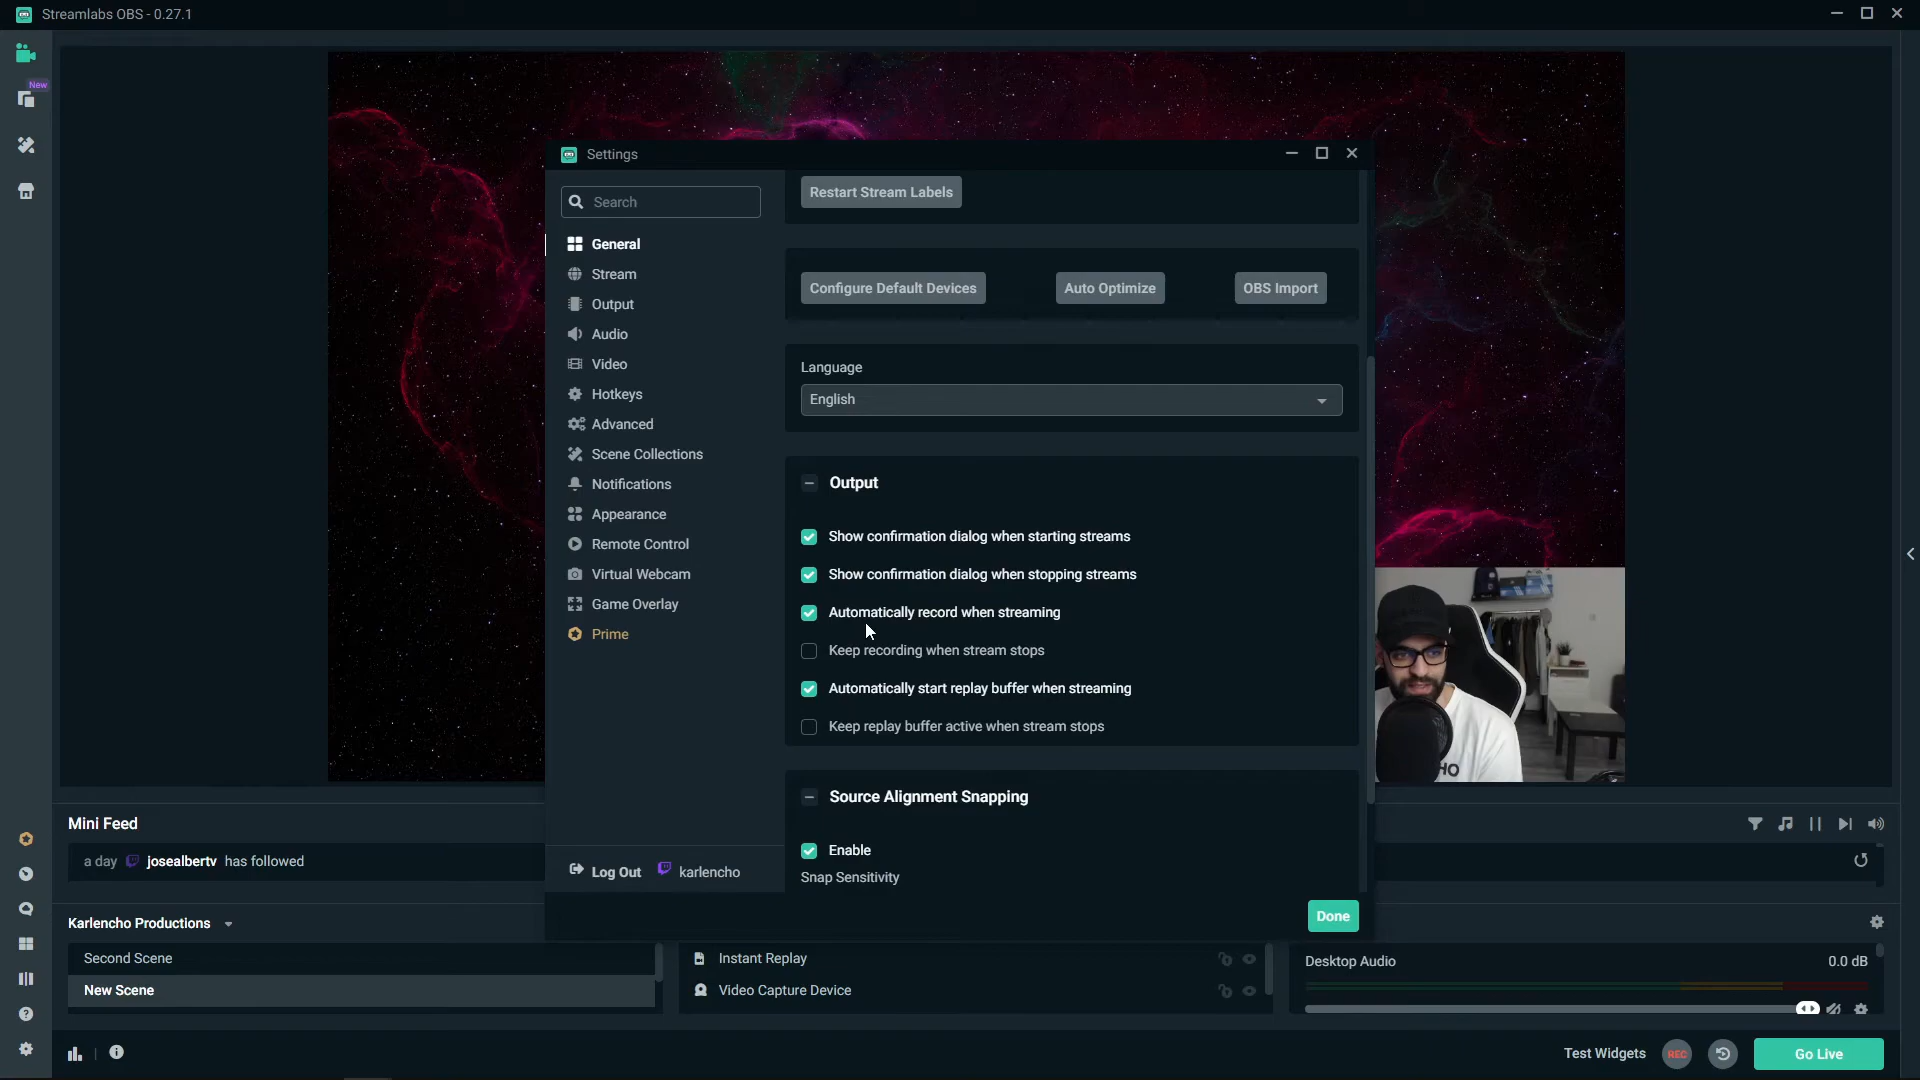 Streamlabs OBS - 0.27.1
New
Settings
Search
General
Stream
Output
Audio
Video
Hotkeys
Advanced
Scene Collections
Notifications
Appearance
Remote Control
Virtual Webcam
Game Overlay
Prime
Log Out karlencho
Restart Stream Labels
Configure Default Devices
Auto Optimize
OBS Import
Language
English
Output
Show confirmation dialog when starting streams
Show confirmation dialog when stopping streams
Automatically record when streaming
Keep recording when stream stops
Automatically start replay buffer when streaming
Keep replay buffer active when stream stops
Source Alignment Snapping
Enable
Snap Sensitivity
Done
HO
Mini Feed
a day josealbertv has followed
Karlencho Productions
Second Scene
New Scene
Instant Replay
Video Capture Device
Desktop Audio 0.0 dB
Test Widgets
REC
Go Live